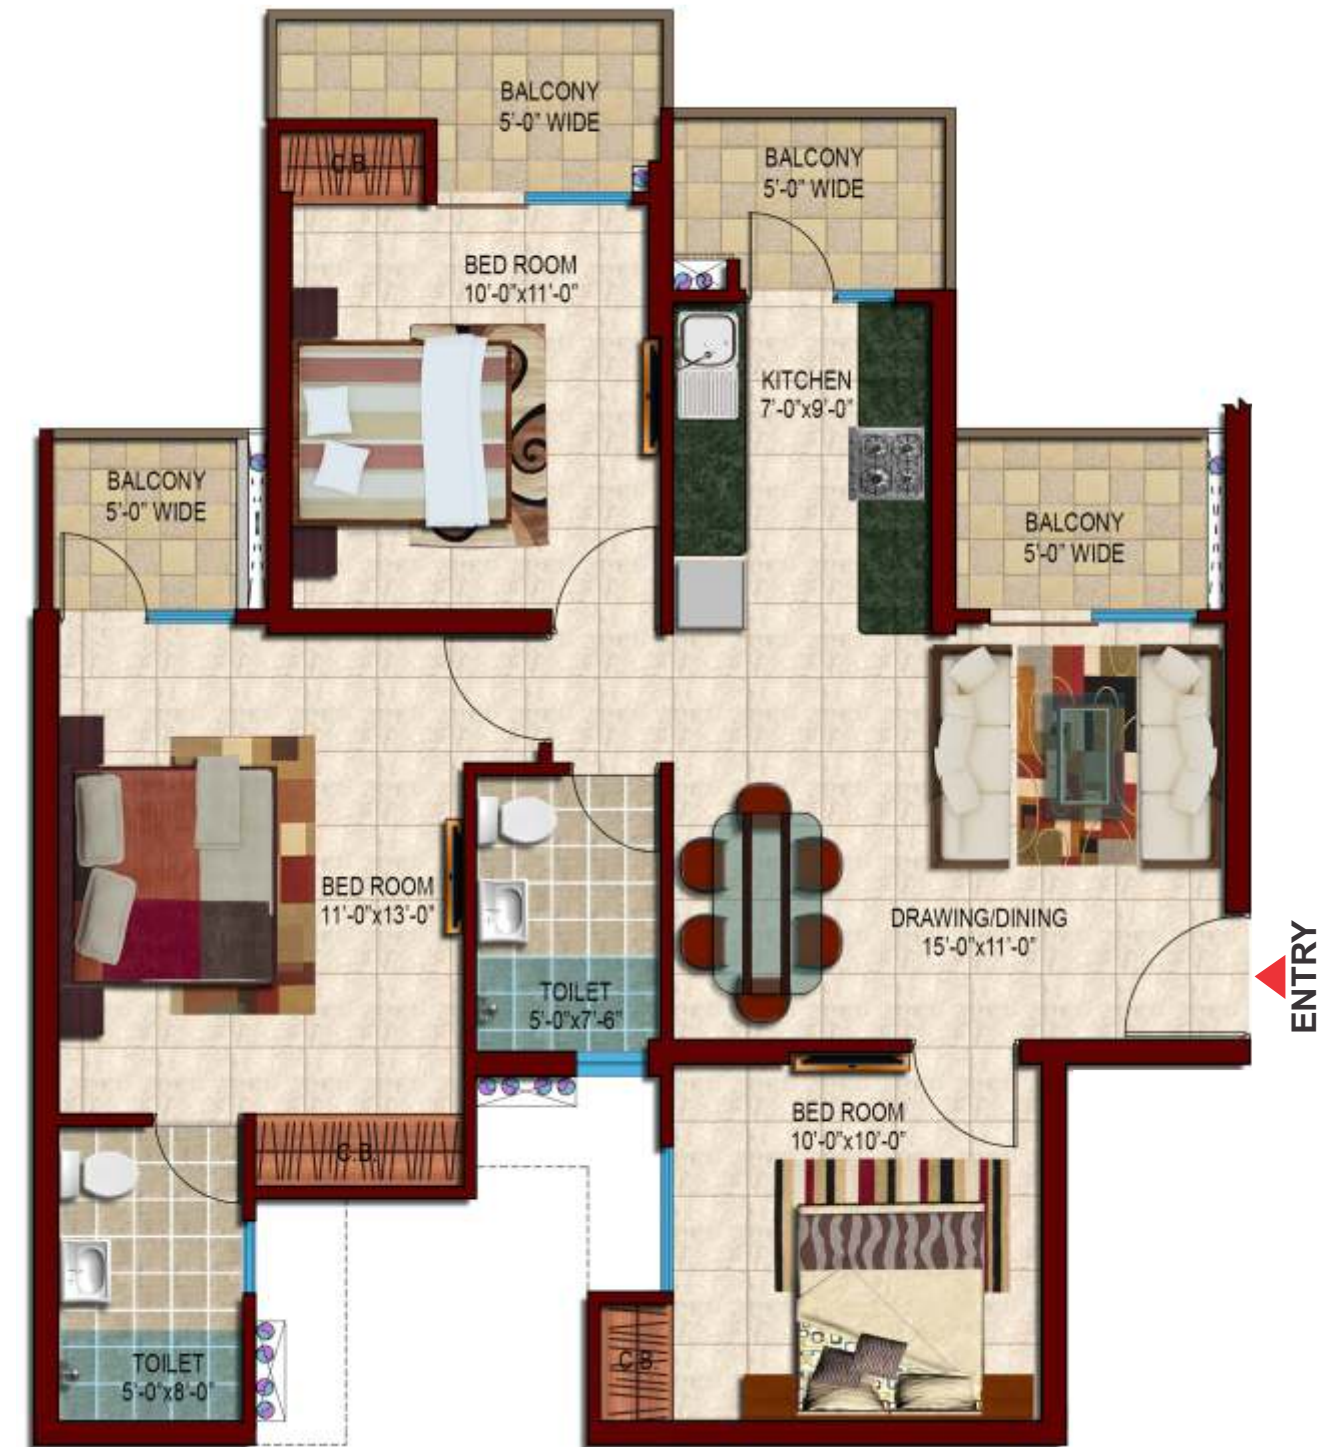 BALCONY
5'-0" WIDE
BALCONY
5'-0" WIDE
C.B.
BED ROOM
10'-0"x11'-0"
KITCHEN
7'-0"x9'-0"
BALCONY
5'-0" WIDE
BALCONY
5'-0" WIDE
BED ROOM
11'-0"x13'-0"
DRAWING/DINING
15'-0"x11'-0"
ENTRY
TOILET
5'-0"x7'-6"
BED ROOM
10'-0"x10'-0"
C.B.
TOILET
5'-0"x8'-0"
C.B.